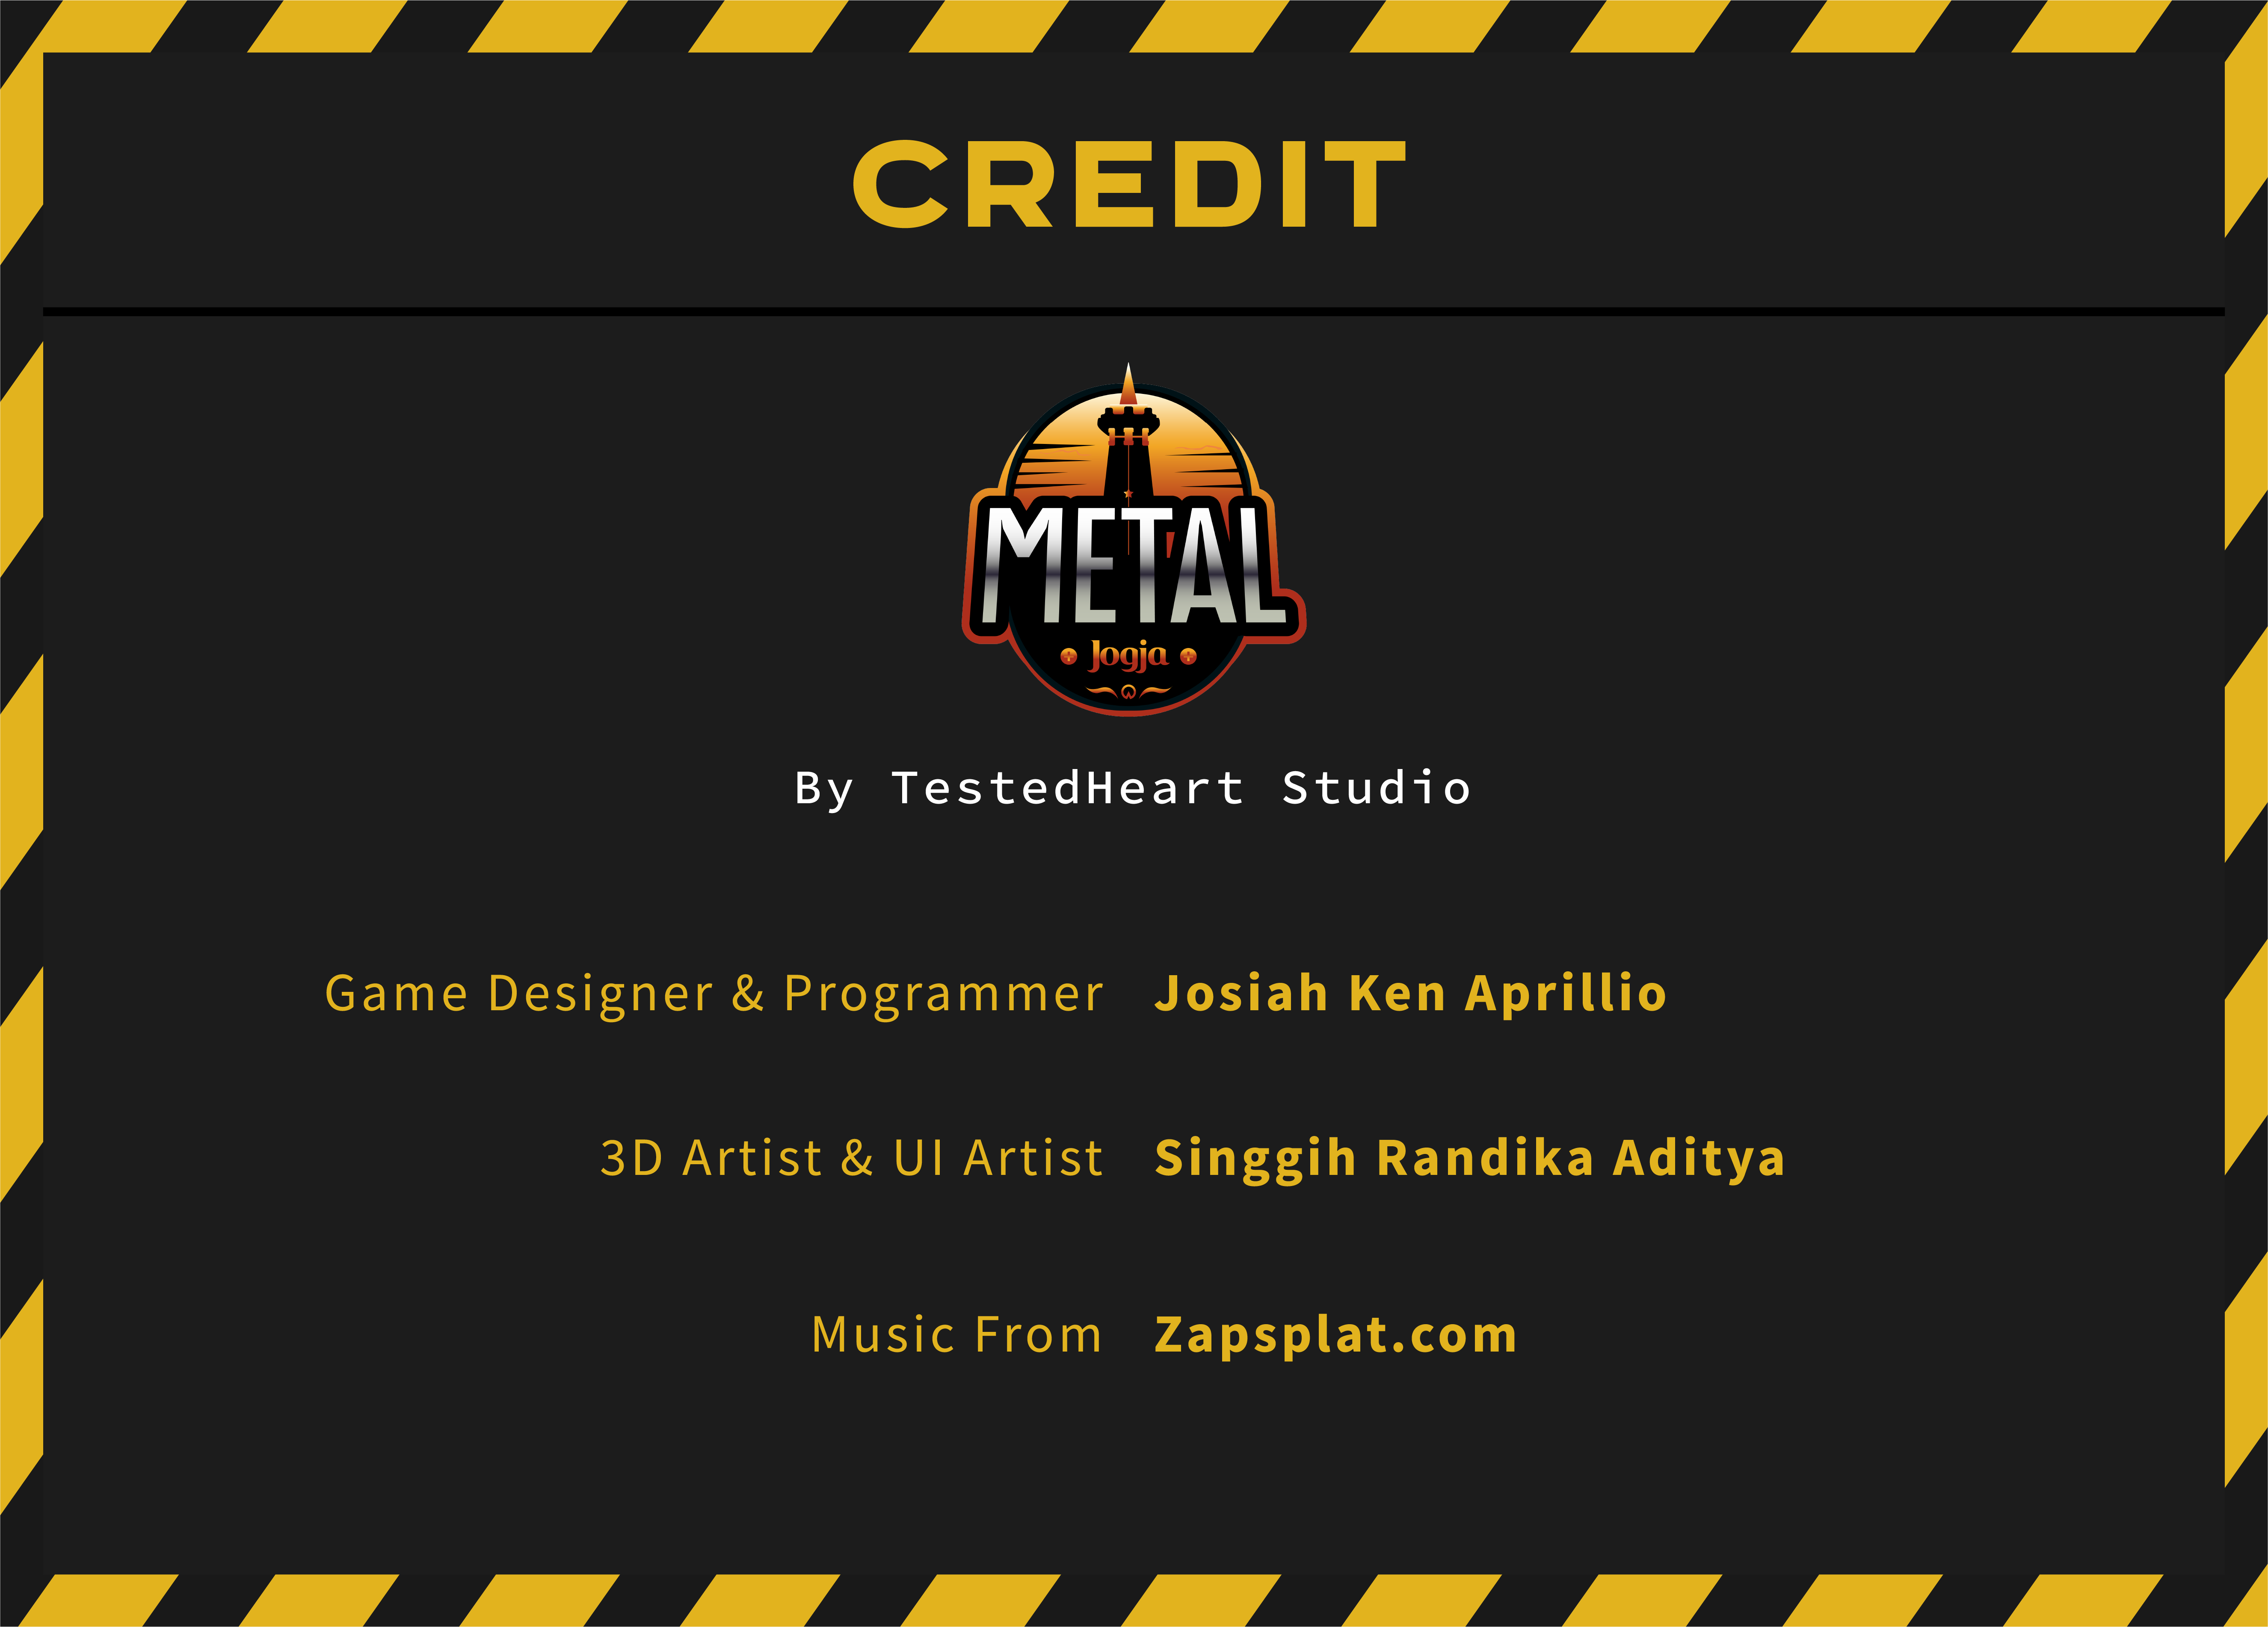 CREDIT
METAL
Jogja
By TestedHeart Studio
Game Designer & Programmer Josiah Ken Aprillio
3D Artist & UI Artist Singgih Randika Aditya
Music From Zapsplat.com